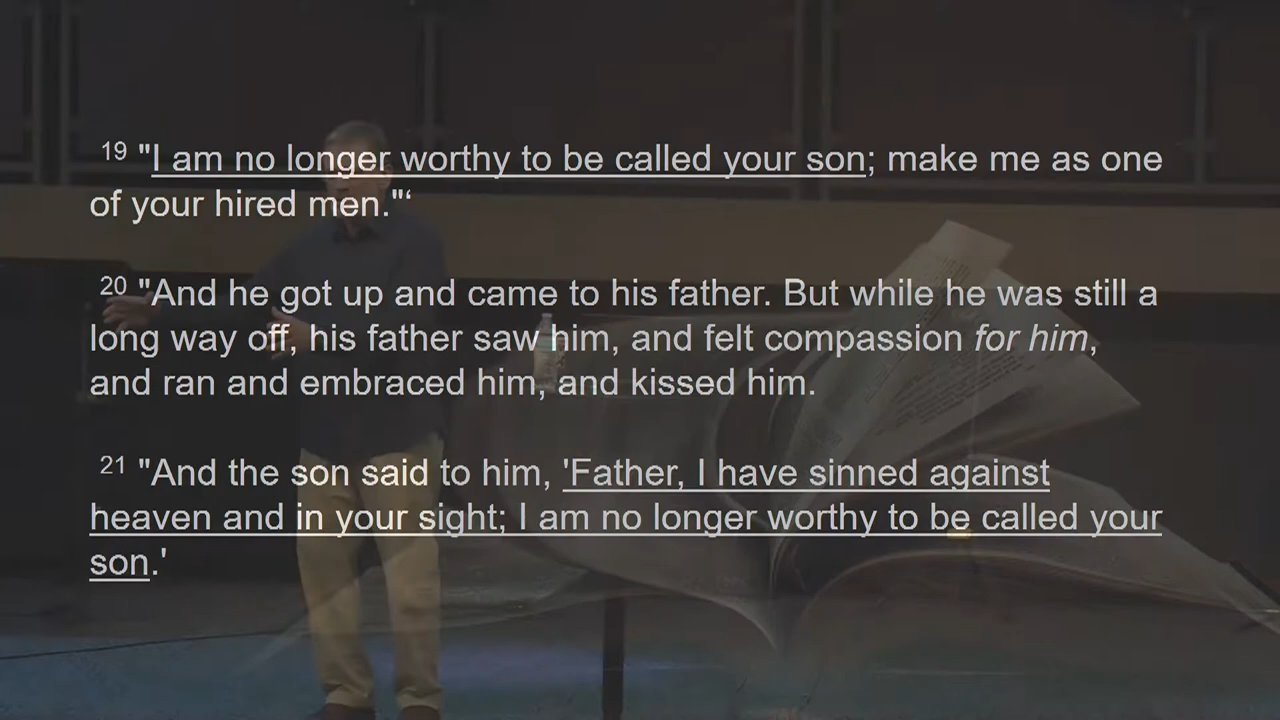 19 "I am no longer worthy to be called your son; make me as one
of your hired men."‘
20 "And he got up and came to his father. But while he was still a
long way off, his father saw him, and felt compassion for him,
and ran and embraced him, and kissed him.
21 "And the son said to him, 'Father, I have sinned against
heaven and in your sight; I am no longer worthy to be called your
son.'